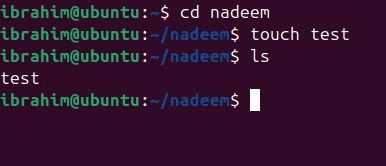 ibrahim@ubuntu:~$ cd nadeem
ibrahim@ubuntu:~/nadeem$ touch test
ibrahim@ubuntu:~/nadeem$ ls
test
ibrahim@ubuntu:~/nadeem$